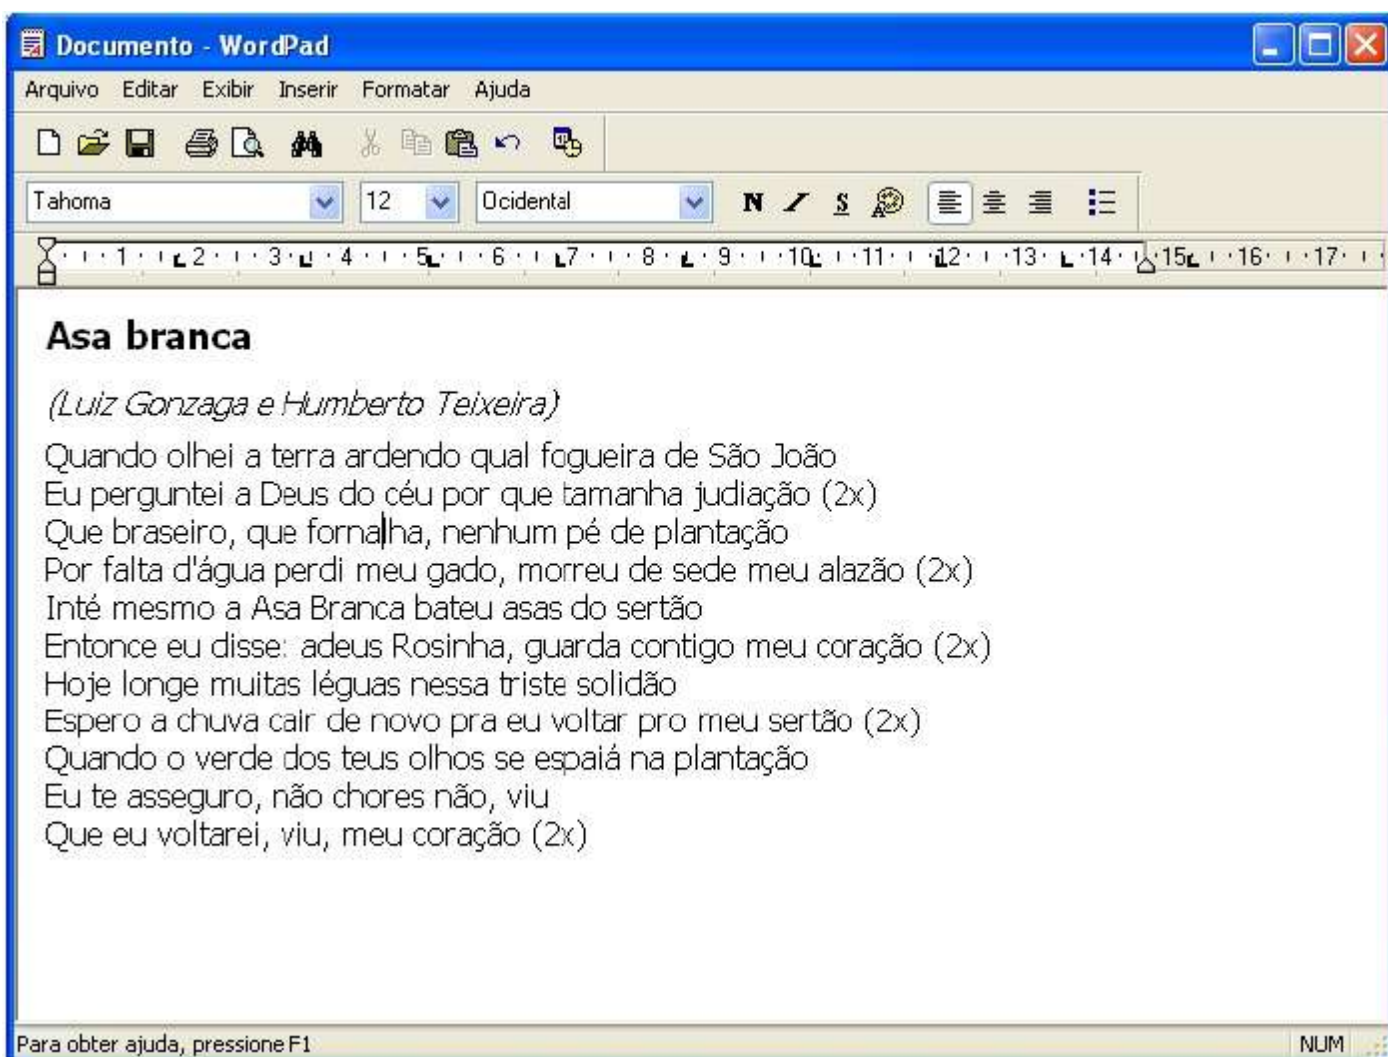 Documento - WordPad
Arquivo Editar Exibir Inserir Formatar Ajuda
Tahoma 12 Ocidental N I S
1 2 3 4 5 6 7 8 9 10 11 12 13 14 15 16 17
Asa branca
(Luiz Gonzaga e Humberto Teixeira)
Quando olhei a terra ardendo qual fogueira de São João
Eu perguntei a Deus do céu por que tamanha judiação (2x)
Que braseiro, que fornalha, nenhum pé de plantação
Por falta d'água perdi meu gado, morreu de sede meu alazão (2x)
Inté mesmo a Asa Branca bateu asas do sertão
Entonce eu disse: adeus Rosinha, guarda contigo meu coração (2x)
Hoje longe muitas léguas nessa triste solidão
Espero a chuva cair de novo pra eu voltar pro meu sertão (2x)
Quando o verde dos teus olhos se espaiá na plantação
Eu te asseguro, não chores não, viu
Que eu voltarei, viu, meu coração (2x)
Para obter ajuda, pressione F1 NUM